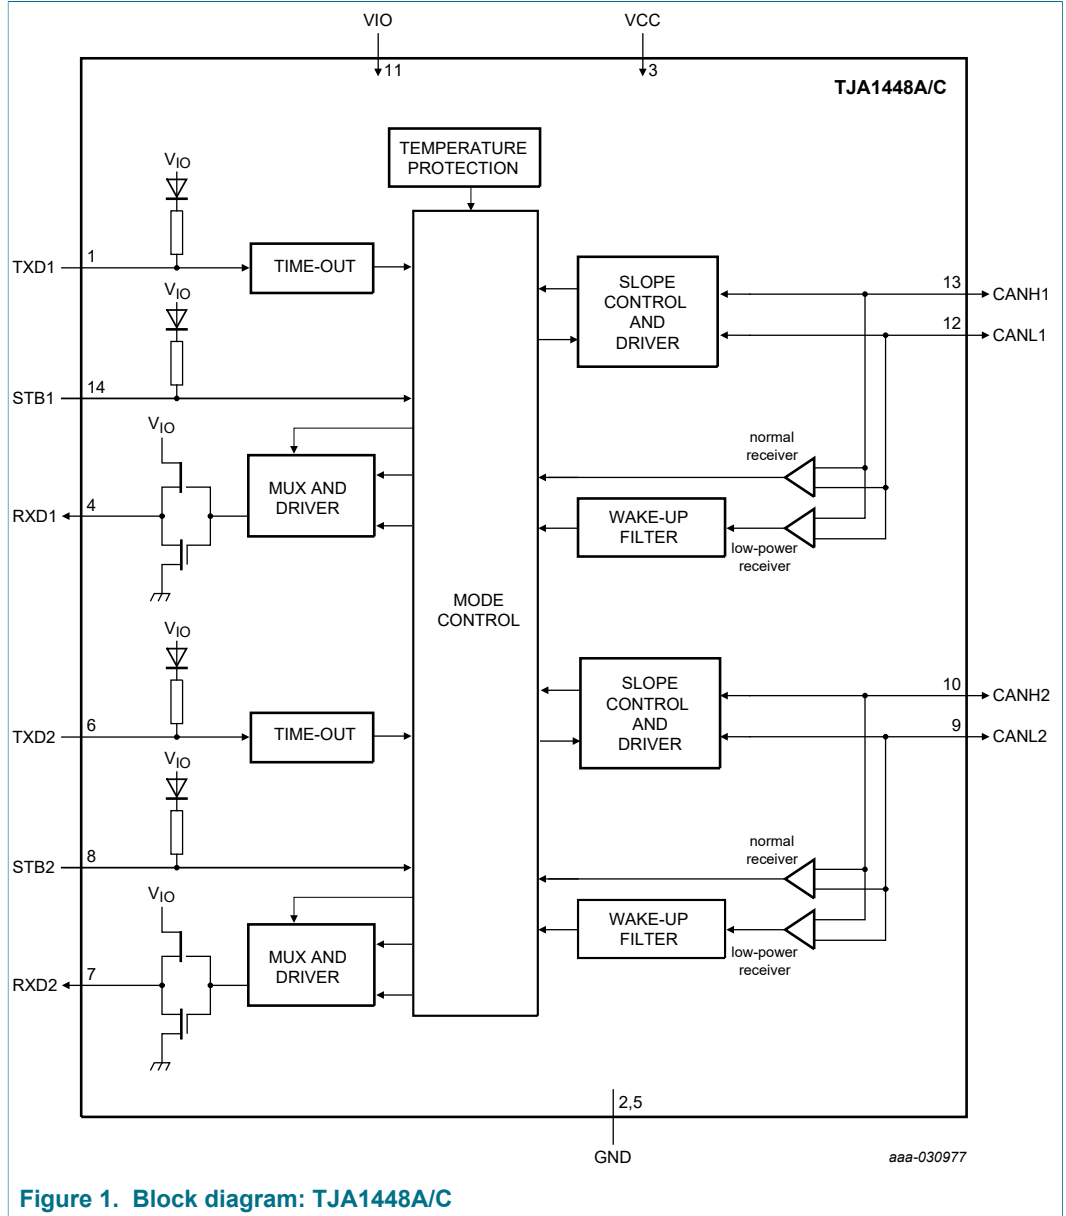 VIO
VCC
11
3
TJA1448A/C
TEMPERATURE
PROTECTION
VIO
TXD1
1
TIME-OUT
VIO
STB1
14
SLOPE
CONTROL
AND
DRIVER
13
CANH1
12
CANL1
VIO
RXD1
4
MUX AND
DRIVER
normal
receiver
WAKE-UP
FILTER
low-power
receiver
MODE
CONTROL
VIO
TXD2
6
TIME-OUT
VIO
STB2
8
SLOPE
CONTROL
AND
DRIVER
10
CANH2
9
CANL2
VIO
RXD2
7
MUX AND
DRIVER
normal
receiver
WAKE-UP
FILTER
low-power
receiver
2,5
GND
aaa-030977
Figure 1. Block diagram: TJA1448A/C